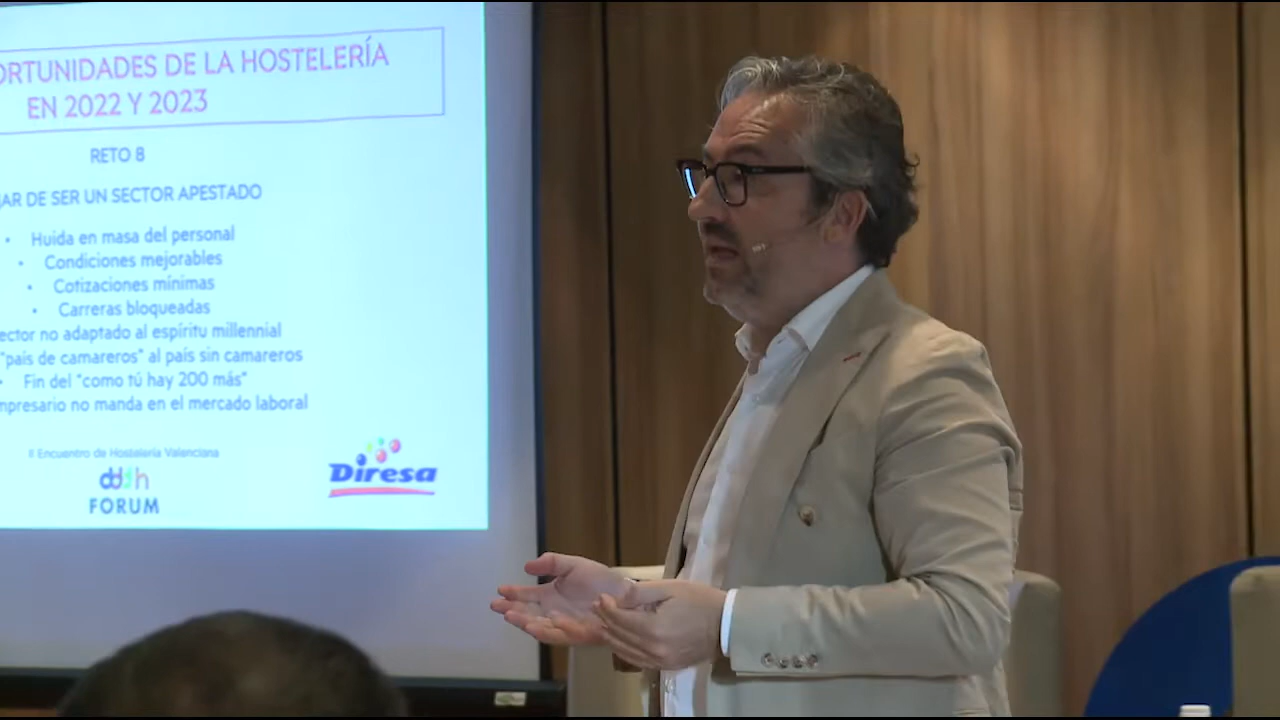 ORTUNIDADES DE LA HOSTELERÍA
EN 2022 Y 2023
RETO 8
JAR DE SER UN SECTOR APESTADO
• Huida en masa del personal
• Condiciones mejorables
• Cotizaciones mínimas
• Carreras bloqueadas
ector no adaptado al espíritu millennial
"país de camareros" al país sin camareros
• Fin del "como tú hay 200 más"
mpresario no manda en el mercado laboral
II Encuentro de Hostelería Valenciana
FORUM
Diresa